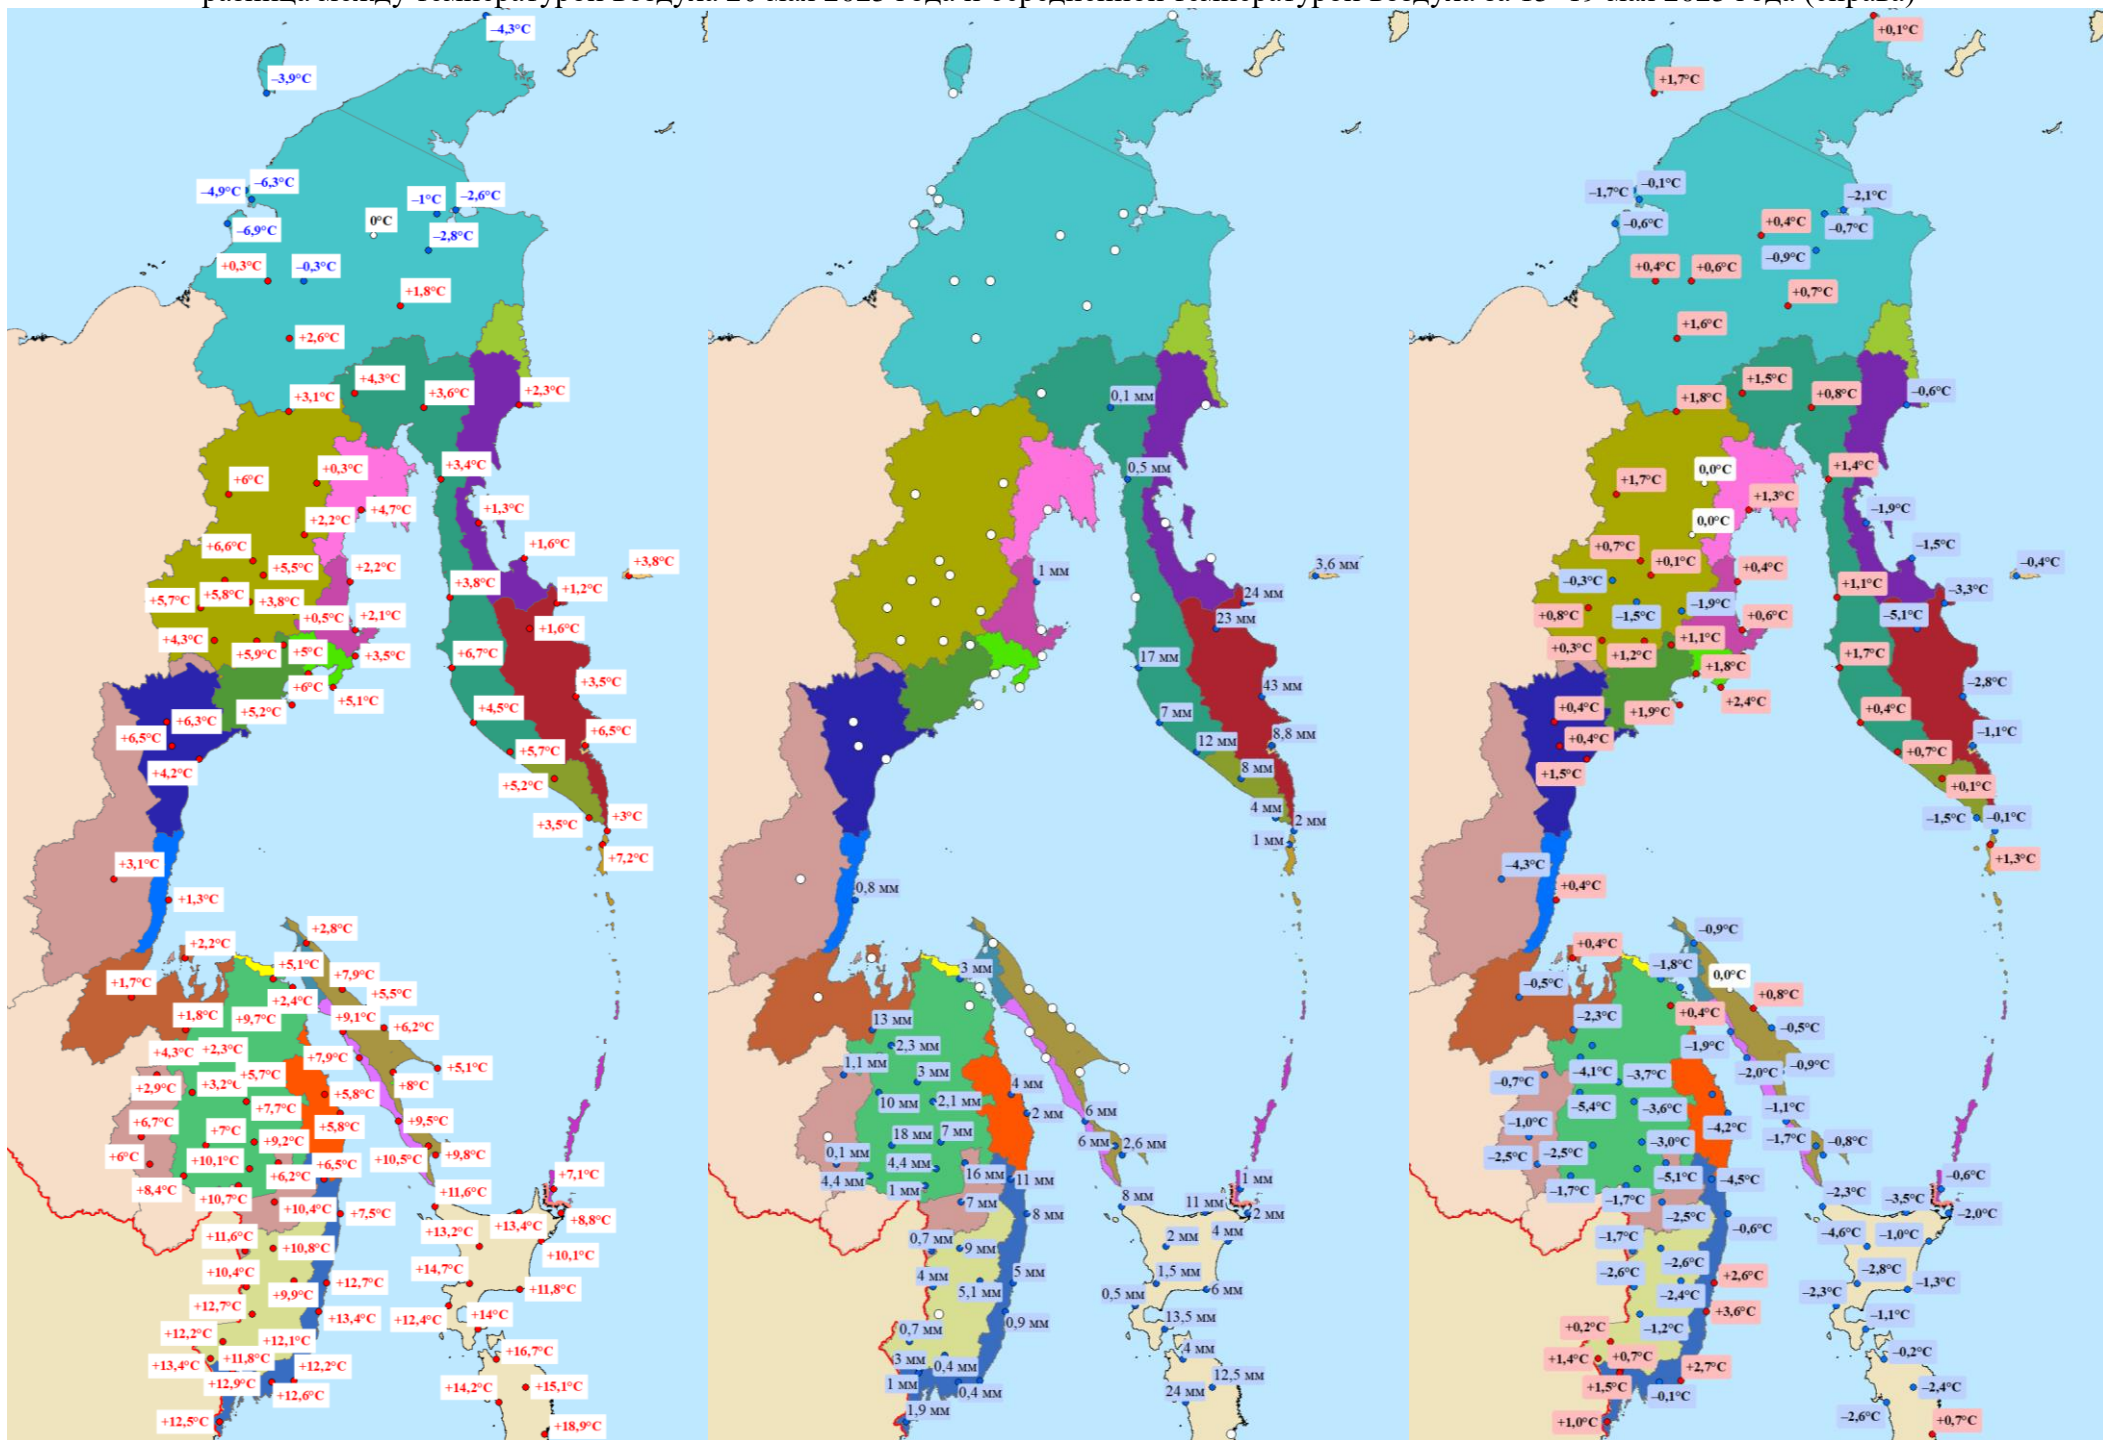 разница между температурой воздуха 20 мая 2023 года и осредненной температурой воздуха за 15–19 мая 2023 года (справа)
–4,3°C
–3,9°C
–6,3°C
–4,9°C
–2,6°C
–1°C
0°C
–6,9°C
–2,8°C
+0,3°C
–0,3°C
+1,8°C
+2,6°C
+4,3°C
+3,1°C
+3,6°C
+2,3°C
+0,3°C
+3,4°C
+6°C
+4,7°C
+1,3°C
+2,2°C
+6,6°C
+1,6°C
+3,8°C
+5,5°C
+2,2°C
+3,8°C
+1,2°C
+5,8°C
+5,7°C
+3,8°C
+0,5°C
+2,1°C
+1,6°C
+4,3°C
+5,9°C
+5°C
+3,5°C
+6,7°C
+6°C
+5,1°C
+3,5°C
+5,2°C
+6,3°C
+4,5°C
+6,5°C
+6,5°C
+5,7°C
+4,2°C
+5,2°C
+3,5°C
+3°C
+7,2°C
+3,1°C
+1,3°C
+2,8°C
+2,2°C
+5,1°C
+7,9°C
+1,7°C
+2,4°C
+5,5°C
+1,8°C
+9,7°C
+9,1°C
+6,2°C
+4,3°C
+2,3°C
+7,9°C
+5,1°C
+5,7°C
+2,9°C
+3,2°C
+8°C
+5,8°C
+7,7°C
+5,8°C
+9,5°C
+6,7°C
+7°C
+9,2°C
+9,8°C
+6°C
+10,1°C
+10,5°C
+6,5°C
+6,2°C
+7,1°C
+8,4°C
+10,7°C
+11,6°C
+10,4°C
+7,5°C
+13,4°C
+8,8°C
+11,6°C
+10,8°C
+13,2°C
+10,1°C
+10,4°C
+9,9°C
+12,7°C
+14,7°C
+11,8°C
+12,7°C
+13,4°C
+12,4°C
+14°C
+12,2°C
+12,1°C
+13,4°C
+11,8°C
+12,2°C
+16,7°C
+12,9°C
+12,6°C
+14,2°C
+15,1°C
+12,5°C
+18,9°C
0,1 мм
0,5 мм
1 мм
3,6 мм
24 мм
23 мм
17 мм
43 мм
7 мм
12 мм
8,8 мм
8 мм
4 мм
2 мм
1 мм
0,8 мм
3 мм
13 мм
2,3 мм
1,1 мм
3 мм
4 мм
10 мм
2,1 мм
2 мм
6 мм
18 мм
7 мм
6 мм
2,6 мм
0,1 мм
4,4 мм
4,4 мм
16 мм
11 мм
1 мм
1 мм
7 мм
8 мм
8 мм
11 мм
2 мм
0,7 мм
9 мм
2 мм
4 мм
4 мм
5,1 мм
5 мм
1,5 мм
6 мм
0,5 мм
0,9 мм
13,5 мм
0,7 мм
4 мм
3 мм
0,4 мм
12,5 мм
1 мм
0,4 мм
24 мм
1,9 мм
+0,1°C
+1,7°C
–0,1°C
–1,7°C
–2,1°C
–0,6°C
+0,4°C
–0,7°C
–0,9°C
+0,4°C
+0,6°C
+0,7°C
+1,6°C
+1,5°C
+1,8°C
+0,8°C
–0,6°C
0,0°C
+1,4°C
+1,7°C
+1,3°C
–1,9°C
0,0°C
+0,7°C
+0,1°C
–1,5°C
–0,4°C
–0,3°C
+0,4°C
+1,1°C
–3,3°C
+0,8°C
–1,5°C
–1,9°C
+0,6°C
–5,1°C
+0,3°C
+1,2°C
+1,1°C
+1,8°C
+1,7°C
–2,8°C
+2,4°C
+1,9°C
+0,4°C
+0,4°C
+0,4°C
–1,1°C
+0,7°C
+1,5°C
+0,1°C
–1,5°C
–0,1°C
+1,3°C
–4,3°C
+0,4°C
–0,9°C
+0,4°C
–1,8°C
0,0°C
–0,5°C
+0,8°C
+0,4°C
–2,3°C
–0,5°C
–1,9°C
–0,9°C
–2,0°C
–4,1°C
–3,7°C
–0,7°C
–5,4°C
–3,6°C
–1,1°C
–4,2°C
–1,0°C
–3,0°C
–1,7°C
–0,8°C
–2,5°C
–2,5°C
–5,1°C
–4,5°C
–0,6°C
–1,7°C
–1,7°C
–2,3°C
–3,5°C
–2,5°C
–2,0°C
–0,6°C
–4,6°C
–1,0°C
–1,7°C
–2,6°C
–2,6°C
–2,4°C
+2,6°C
–2,8°C
–1,3°C
–2,3°C
+3,6°C
–1,1°C
+0,2°C
–1,2°C
+1,4°C
+0,7°C
+2,7°C
–0,2°C
+1,5°C
–0,1°C
–2,4°C
–2,6°C
+1,0°C
+0,7°C